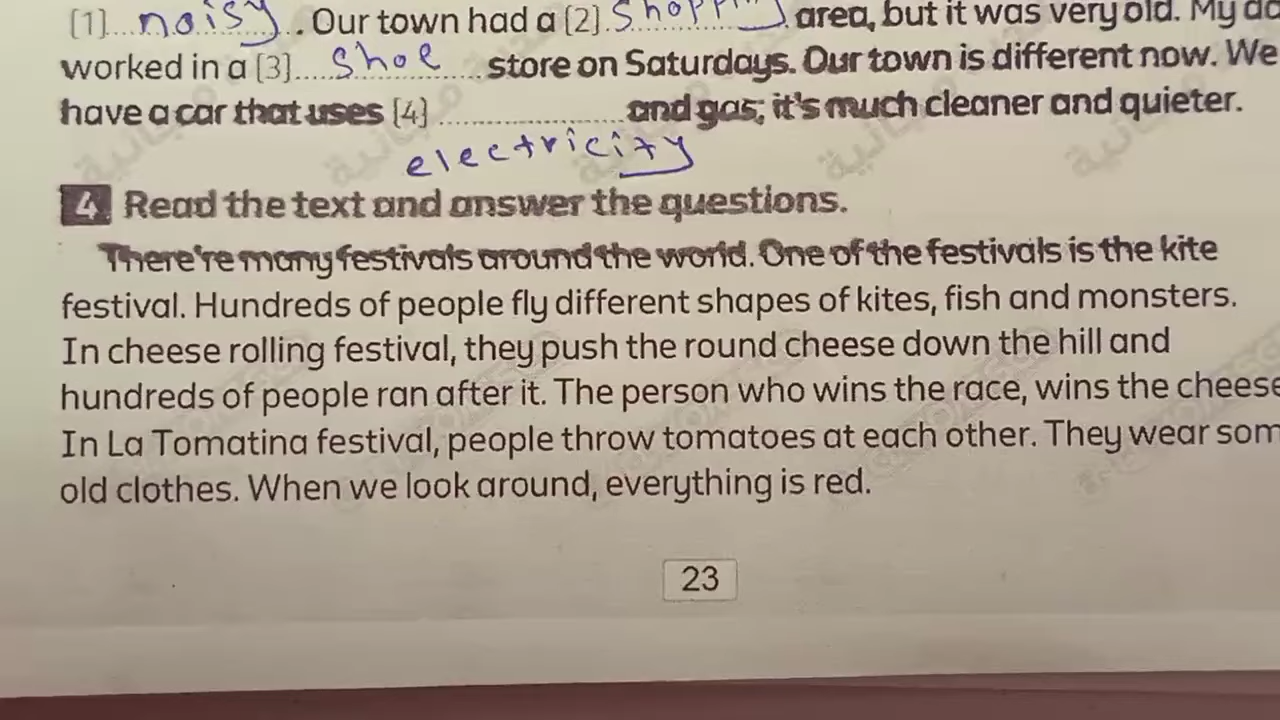 [1] noisy . Our town had a [2] shopping area, but it was very old. My
worked in a [3] shoe store on Saturdays. Our town is different now. We
have a car that uses [4] and gas; it's much cleaner and quieter.
electricity
4 Read the text and answer the questions.
There're many festivals around the world. One of the festivals is the kite
festival. Hundreds of people fly different shapes of kites, fish and monsters.
In cheese rolling festival, they push the round cheese down the hill and
hundreds of people ran after it. The person who wins the race, wins the cheese
In La Tomatina festival, people throw tomatoes at each other. They wear som
old clothes. When we look around, everything is red.
23